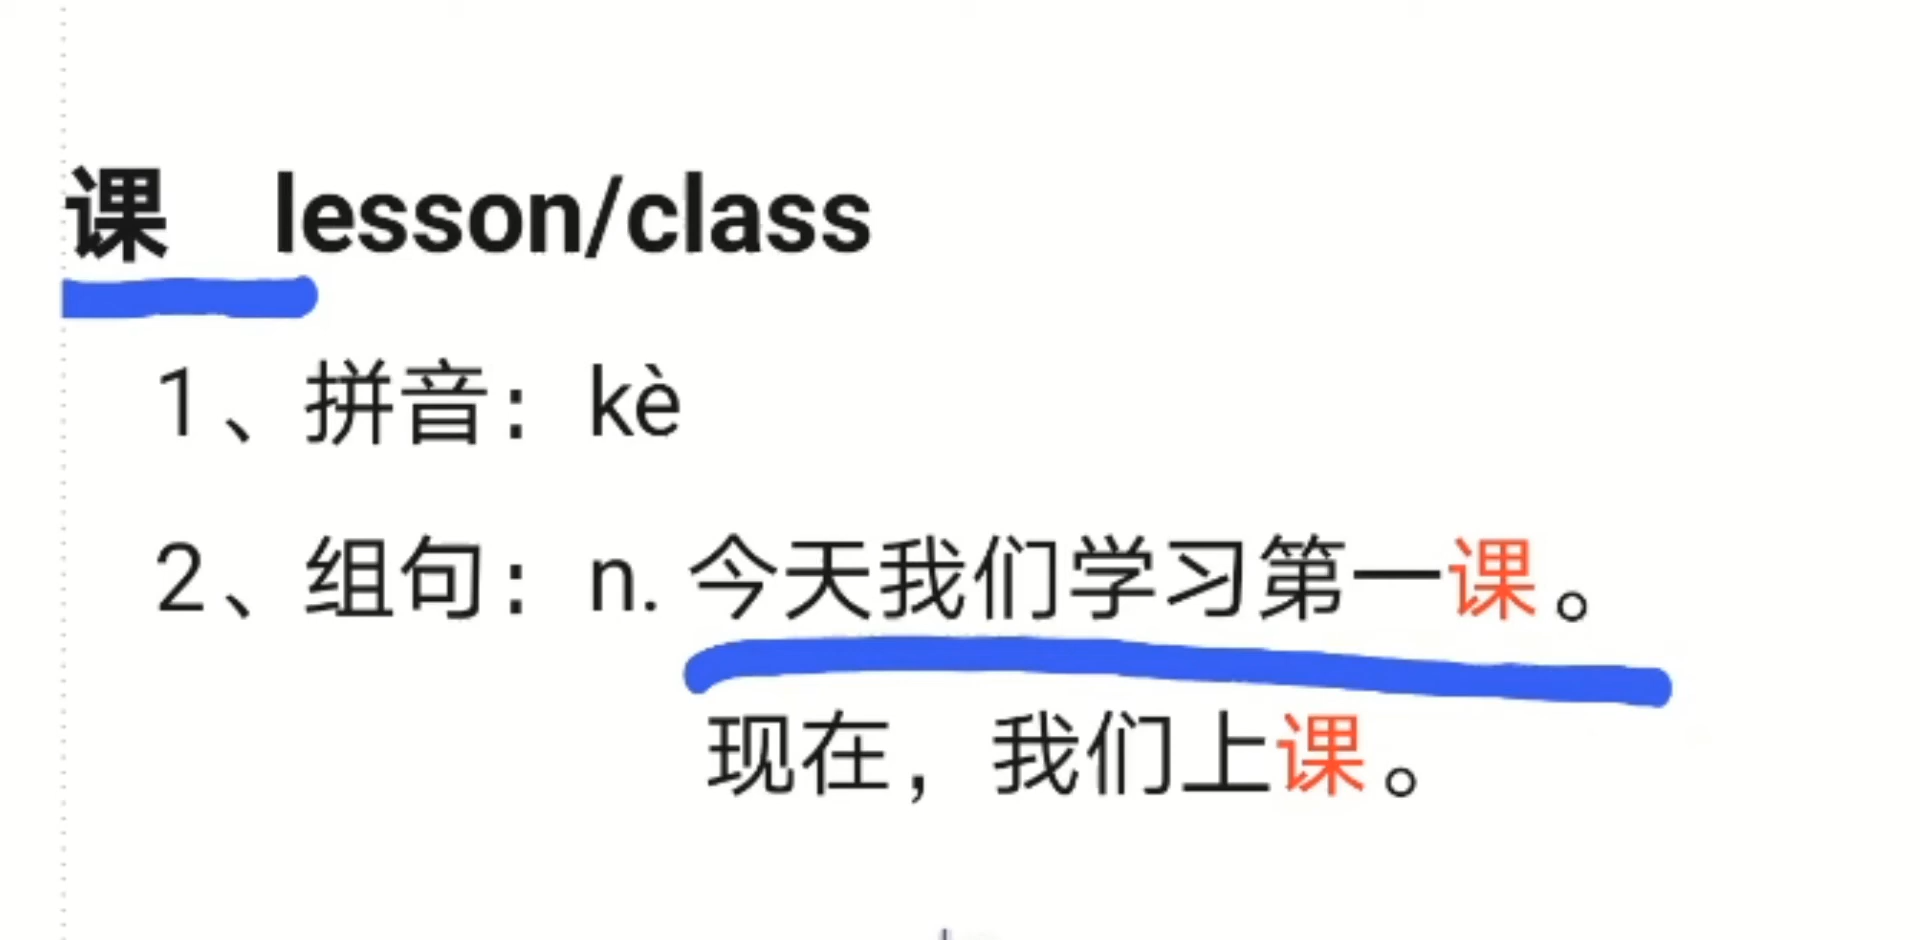 课 lesson/class
1、拼音：kè
2、组句：n. 今天我们学习第一课。
现在，我们上课。